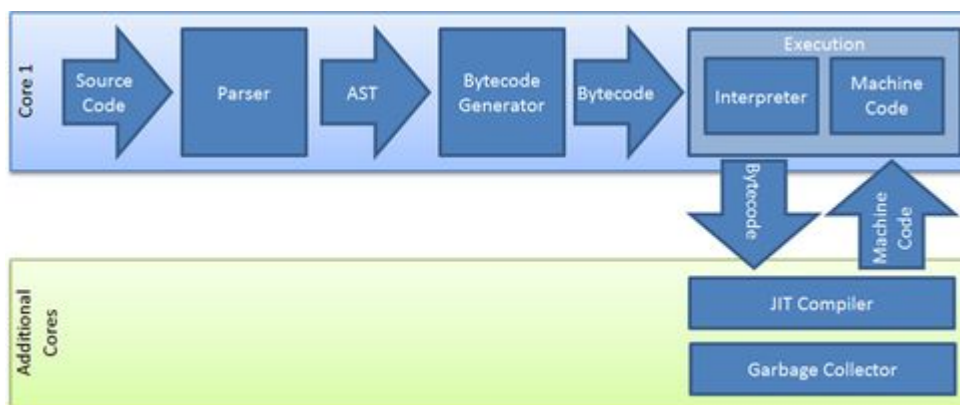 Core 1
Source
Code
Parser
AST
Bytecode
Generator
Bytecode
Execution
Interpreter
Machine
Code
Bytecode
Machine
Code
Additional
Cores
JIT Compiler
Garbage Collector